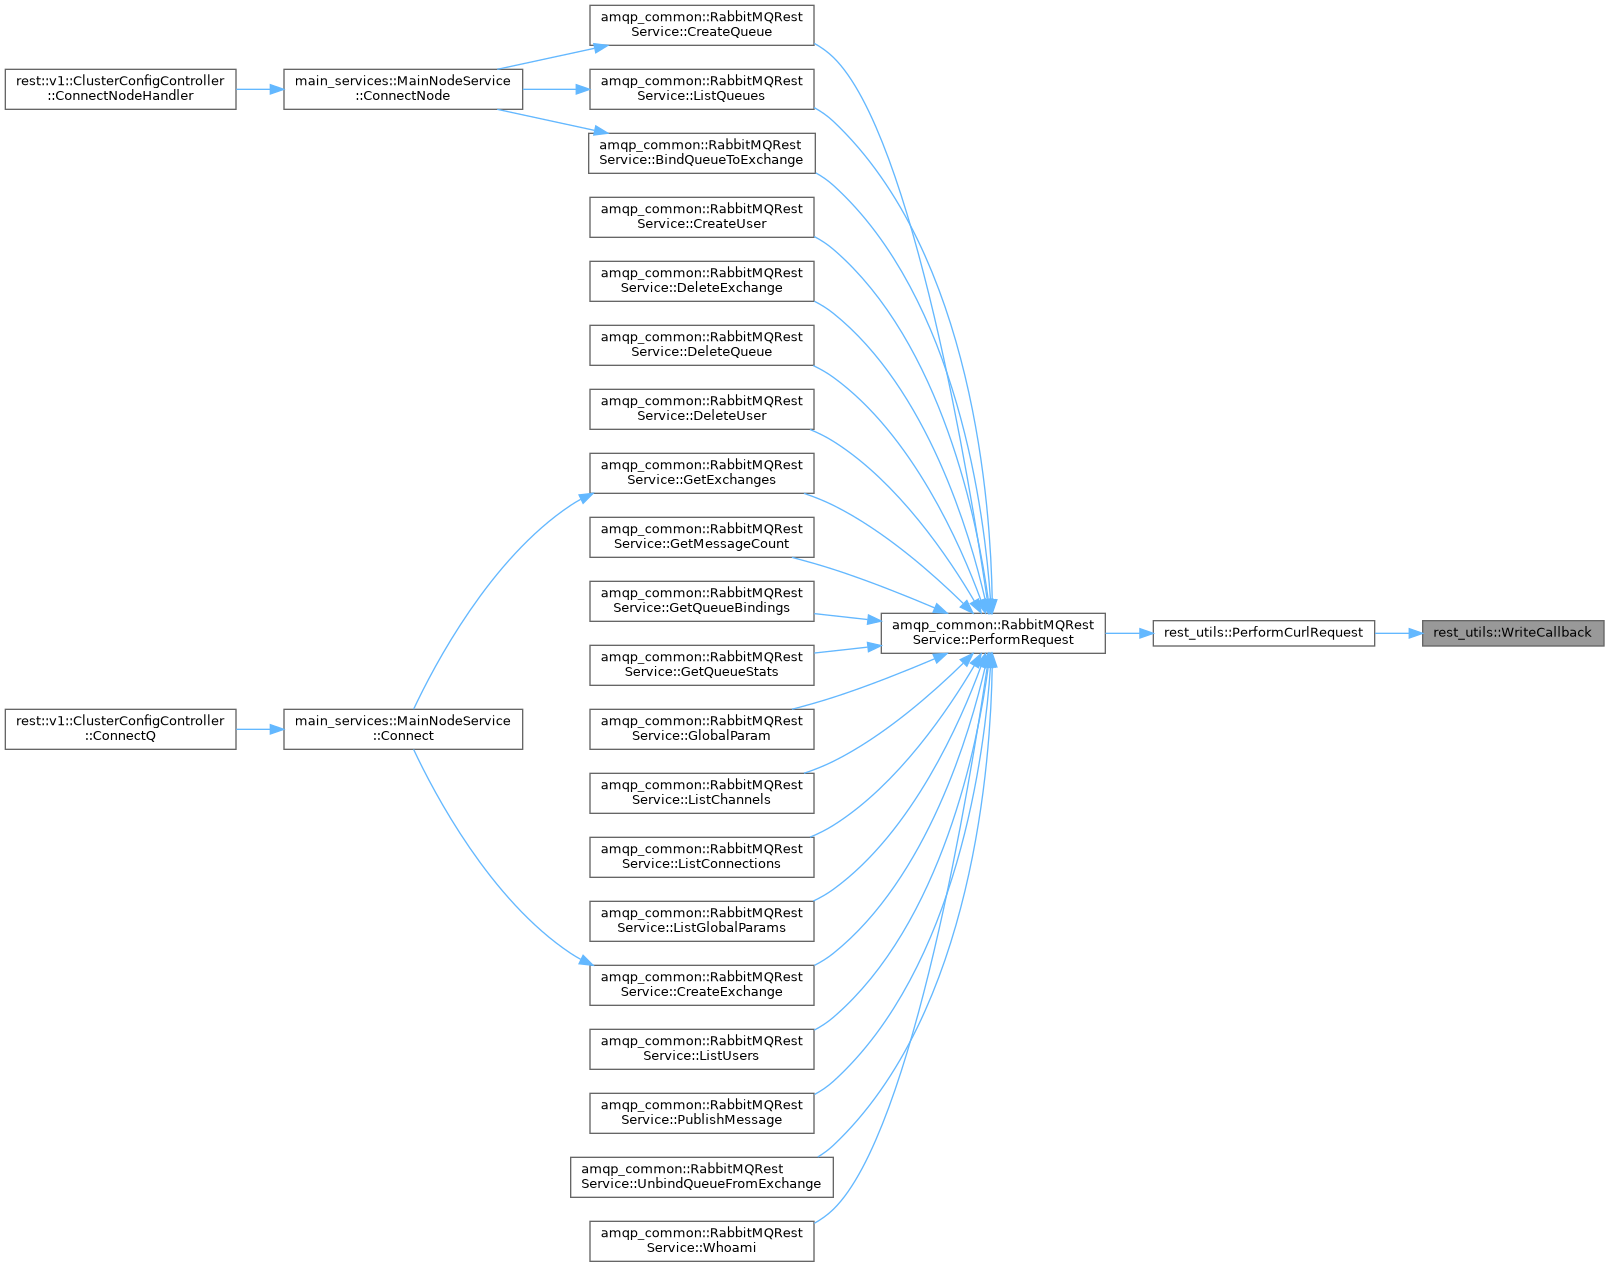 rest::v1::ClusterConfigController
::ConnectNodeHandler
main_services::MainNodeService
::ConnectNode
rest::v1::ClusterConfigController
::ConnectQ
main_services::MainNodeService
::Connect
amqp_common::RabbitMQRest
Service::CreateQueue
amqp_common::RabbitMQRest
Service::ListQueues
amqp_common::RabbitMQRest
Service::BindQueueToExchange
amqp_common::RabbitMQRest
Service::CreateUser
amqp_common::RabbitMQRest
Service::DeleteExchange
amqp_common::RabbitMQRest
Service::DeleteQueue
amqp_common::RabbitMQRest
Service::DeleteUser
amqp_common::RabbitMQRest
Service::GetExchanges
amqp_common::RabbitMQRest
Service::GetMessageCount
amqp_common::RabbitMQRest
Service::GetQueueBindings
amqp_common::RabbitMQRest
Service::GetQueueStats
amqp_common::RabbitMQRest
Service::GlobalParam
amqp_common::RabbitMQRest
Service::ListChannels
amqp_common::RabbitMQRest
Service::ListConnections
amqp_common::RabbitMQRest
Service::ListGlobalParams
amqp_common::RabbitMQRest
Service::CreateExchange
amqp_common::RabbitMQRest
Service::ListUsers
amqp_common::RabbitMQRest
Service::PublishMessage
amqp_common::RabbitMQRest
Service::UnbindQueueFromExchange
amqp_common::RabbitMQRest
Service::Whoami
amqp_common::RabbitMQRest
Service::PerformRequest
rest_utils::PerformCurlRequest
rest_utils::WriteCallback